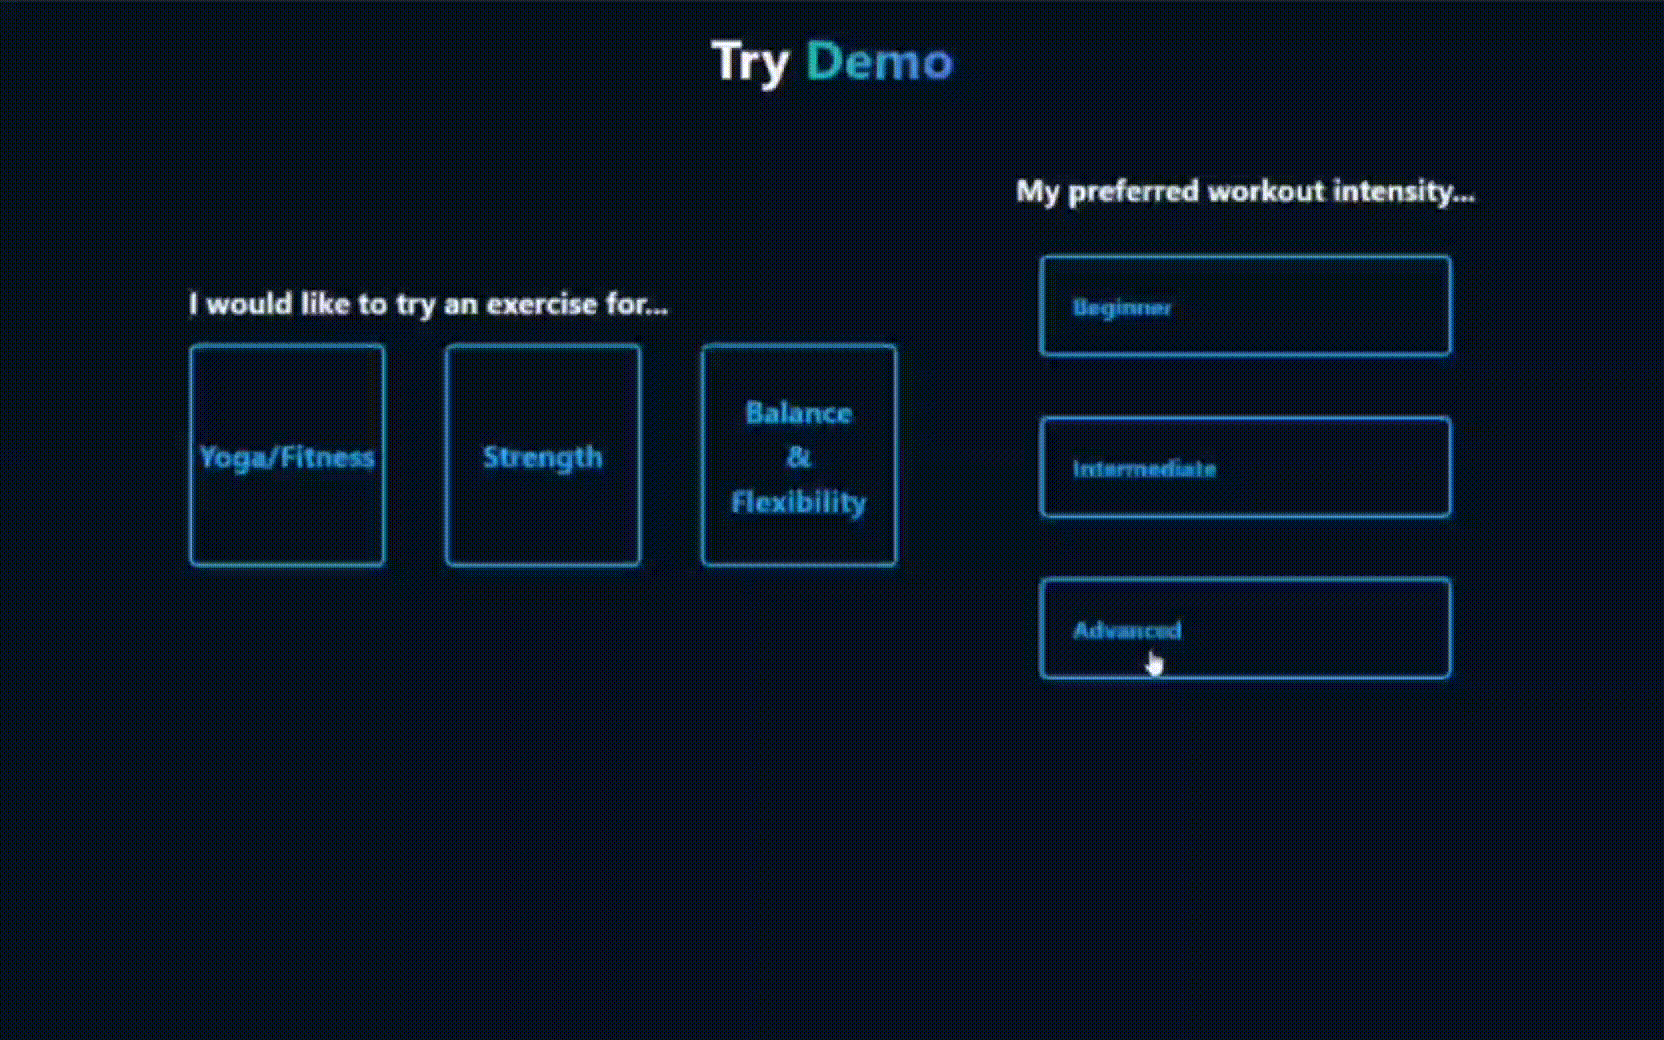 Try Demo
I would like to try an exercise for...
Yoga/Fitness
Strength
Balance
&
Flexibility
My preferred workout intensity...
Beginner
Intermediate
Advanced